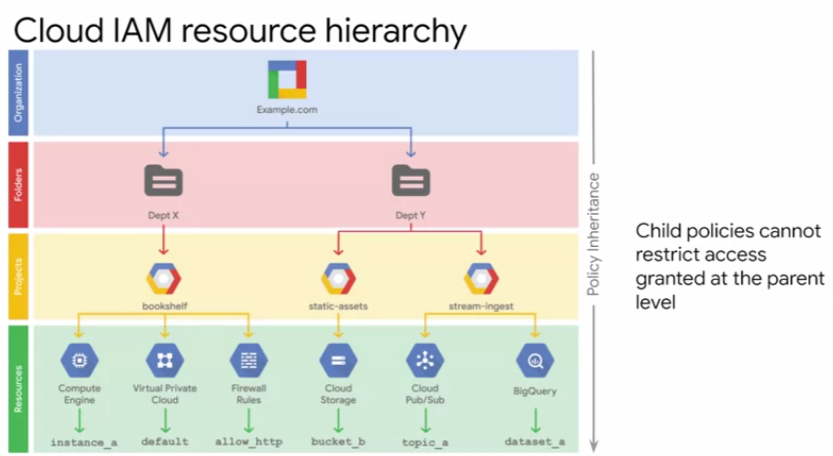 Cloud IAM resource hierarchy
Organization
Example.com
Folders
Dept X
Dept Y
Projects
bookshelf
static-assets
stream-ingest
Resources
Compute
Engine
Virtual Private
Cloud
Firewall
Rules
Cloud
Storage
Cloud
Pub/Sub
BigQuery
instance_a
default
allow_http
bucket_b
topic_a
dataset_a
Policy Inheritance
Child policies cannot
restrict access
granted at the parent
level